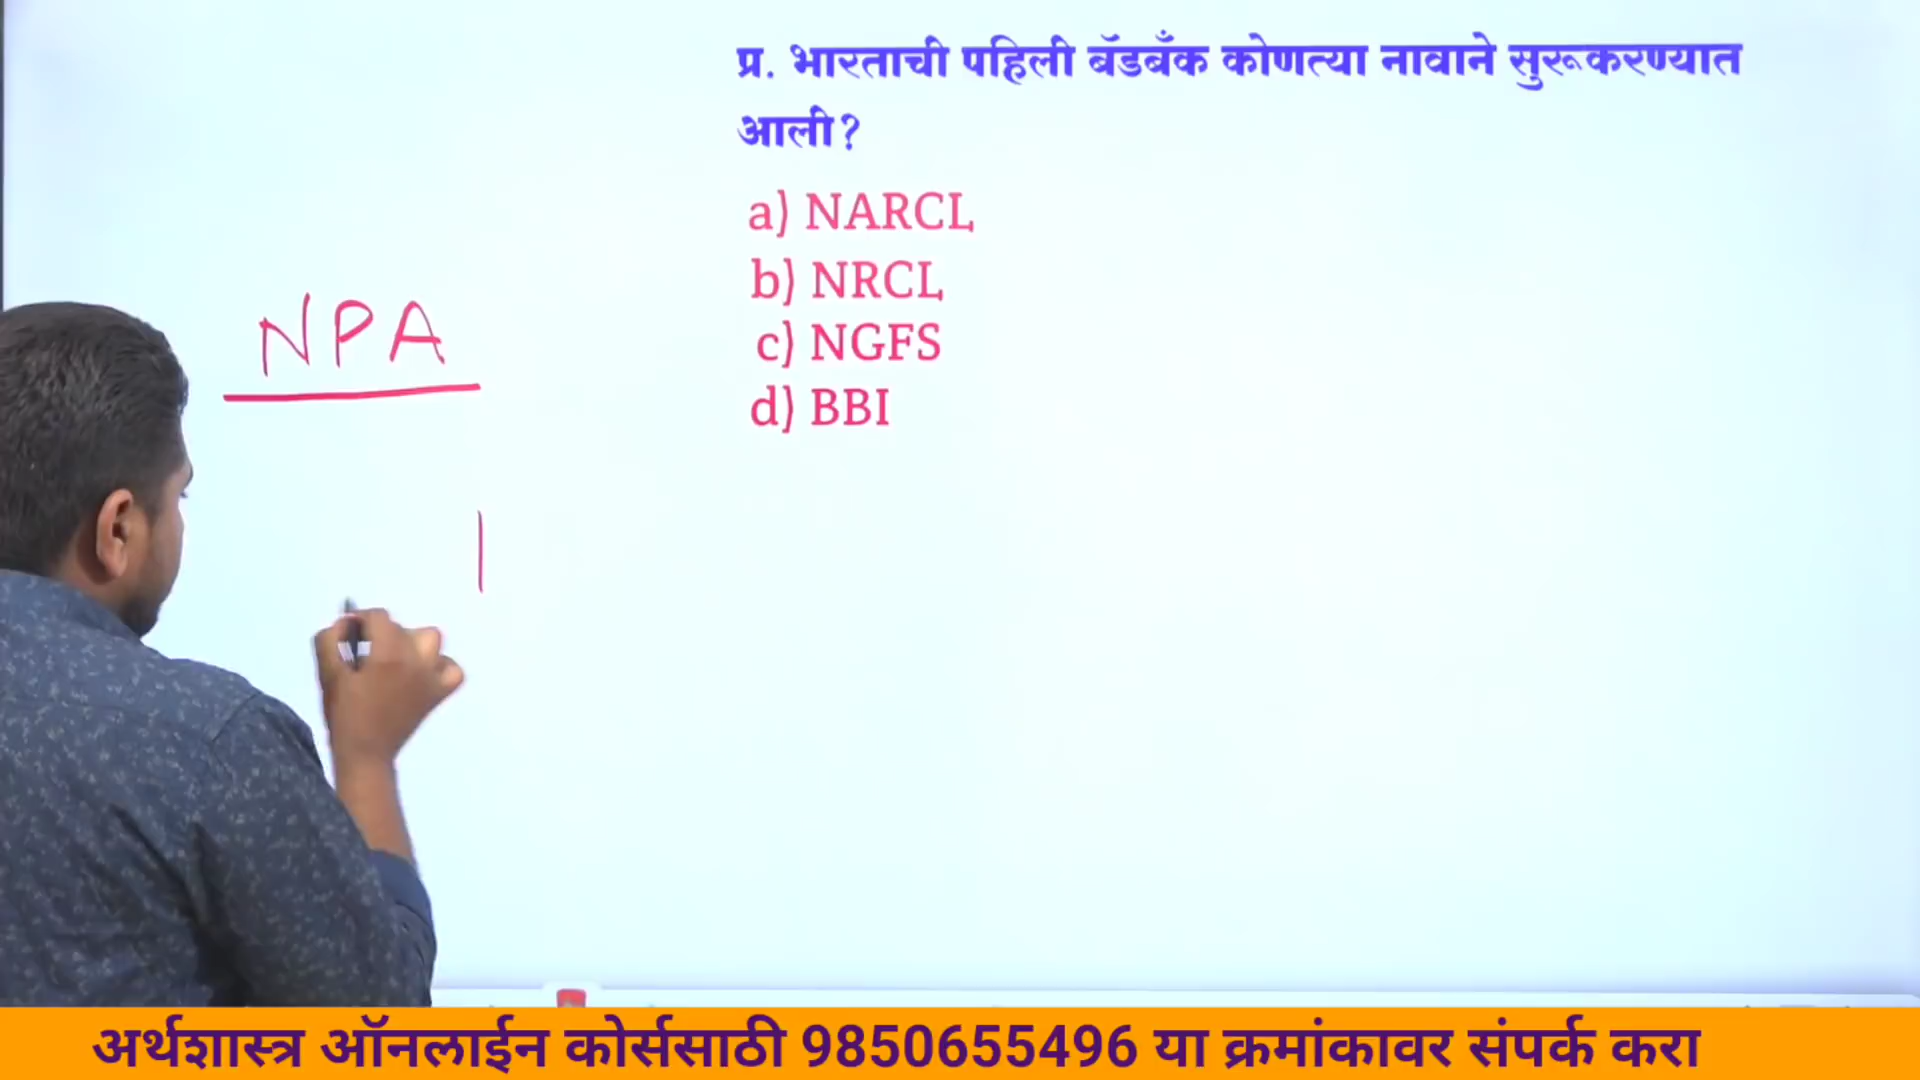 प्र. भारताची पहिली बॅडबँक कोणत्या नावाने सुरूकरण्यात
आली?
a) NARCL
b) NRCL
c) NGFS
d) BBI
NPA
अर्थशास्त्र ऑनलाईन कोर्ससाठी 9850655496 या क्रमांकावर संपर्क करा